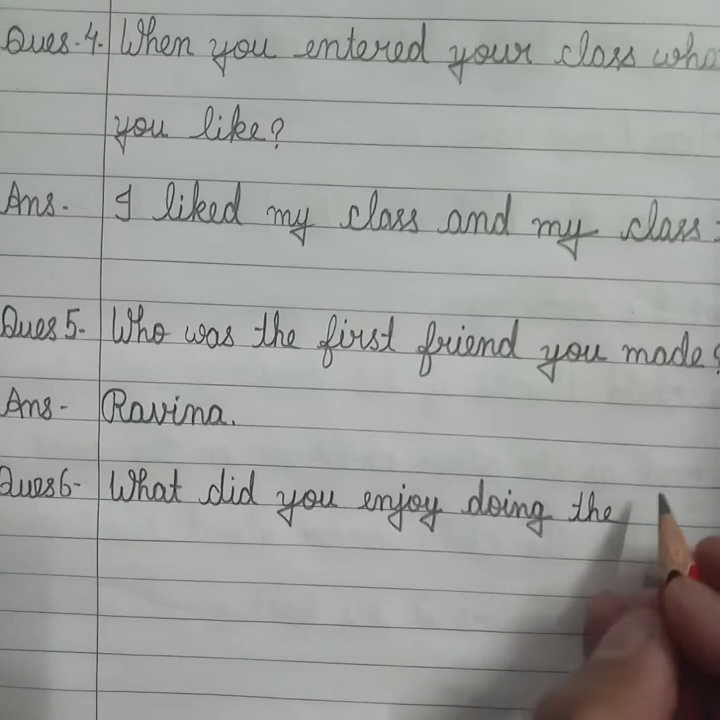 Ques.4. When you entered your class wha
you like?
Ans. I liked my class and my class
Ques 5. Who was the first friend you made?
Ans - Ravina.
Ques 6- What did you enjoy doing the